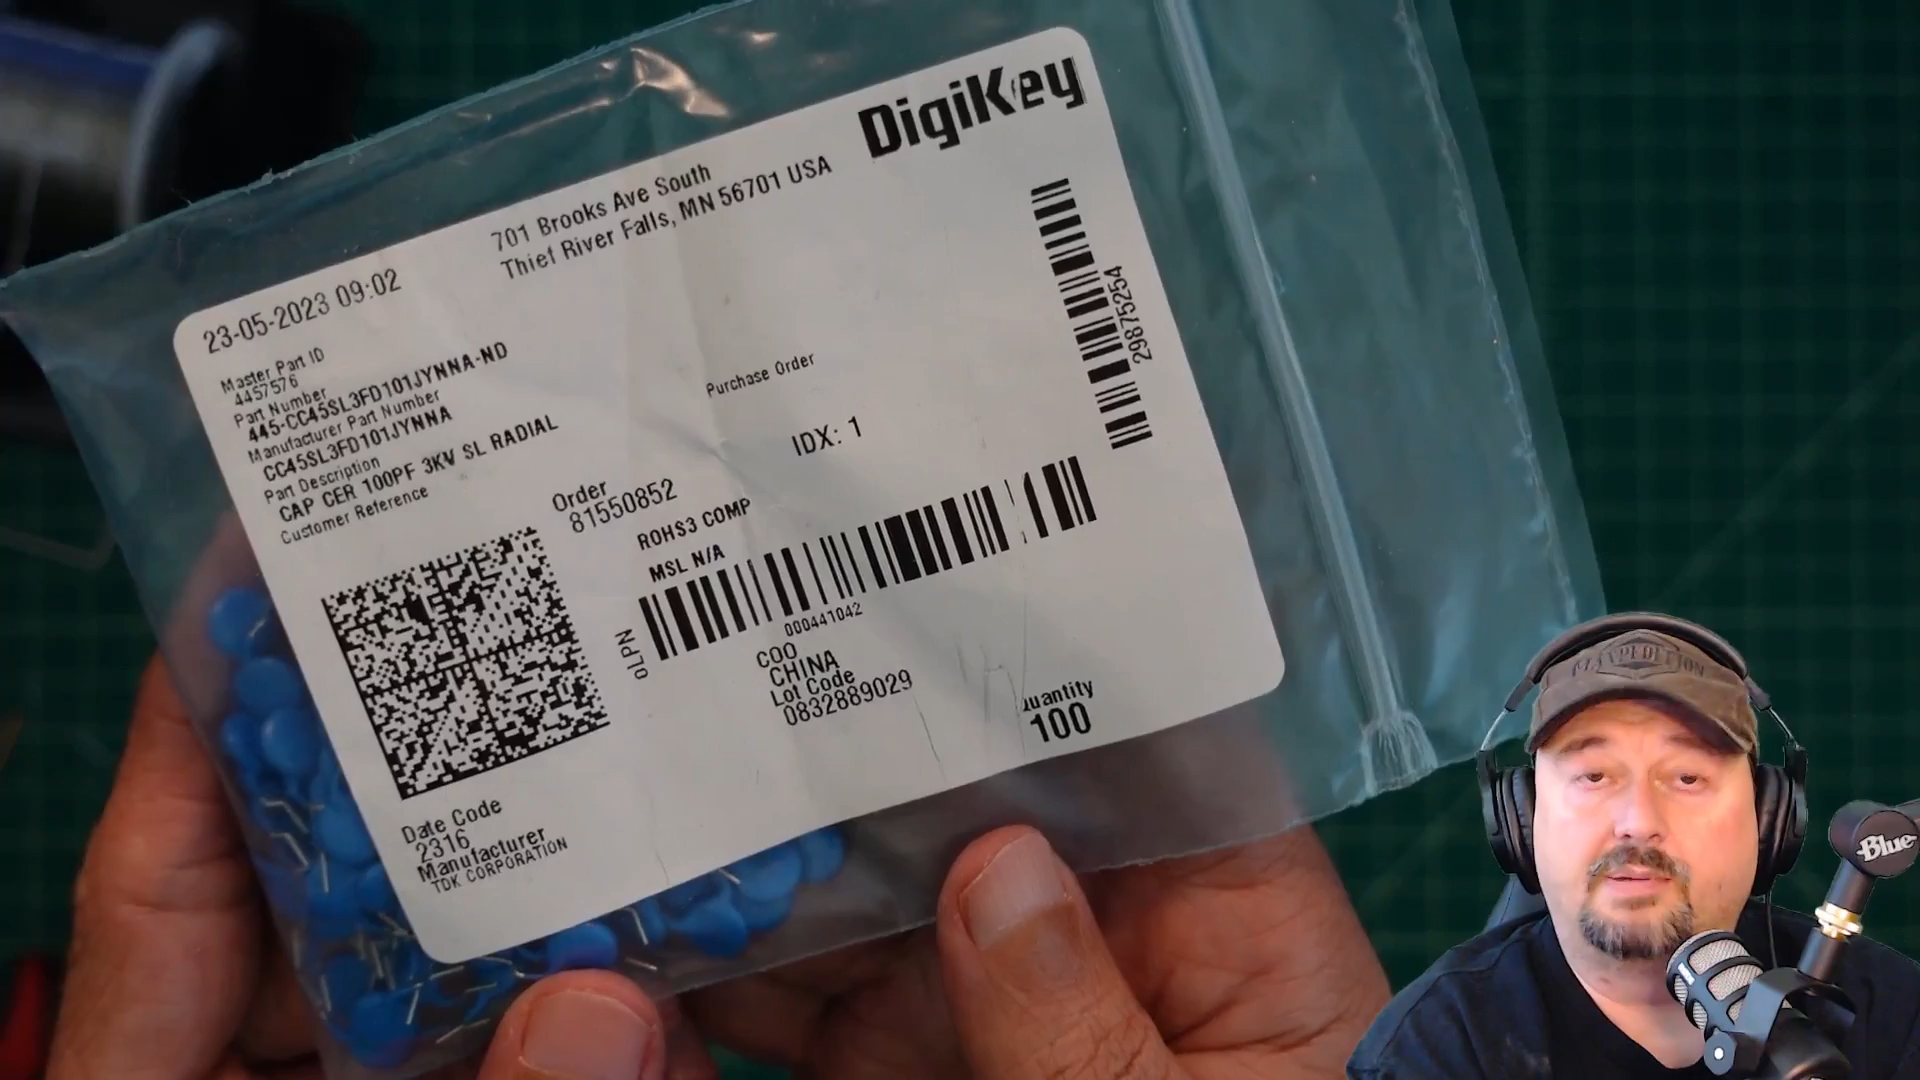 DigiKey
701 Brooks Ave South
Thief River Falls, MN 56701 USA
23-05-2023 09:02
Master Part ID
4457576
Part Number
445-CC45SL3FD101JYNNA-ND
Manufacturer Part Number
CC45SL3FD101JYNNA
Part Description
CAP CER 100PF 3KV SL RADIAL
Customer Reference
Purchase Order
298775254
IDX: 1
Order
81550852
ROHS3 COMP
MSL N/A
0LPN
000441042
COO
CHINA
Lot Code
0832889029
uantity
100
Date Code
2316
Manufacturer
TDK CORPORATION
Blue